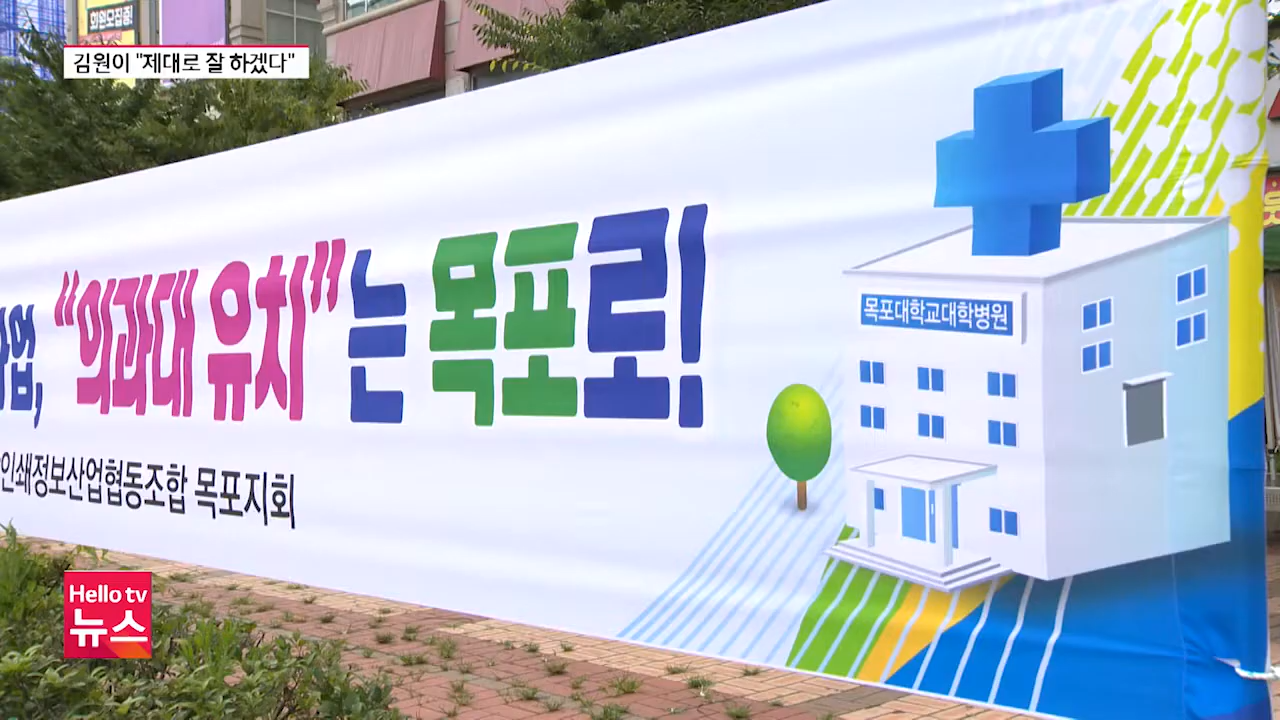 회원모집중!
김원이 "제대로 잘 하겠다"
업, "의과대 유치"는 목포로!
인쇄정보산업협동조합 목포지회
목포대학교대학병원
Hello tv
뉴스